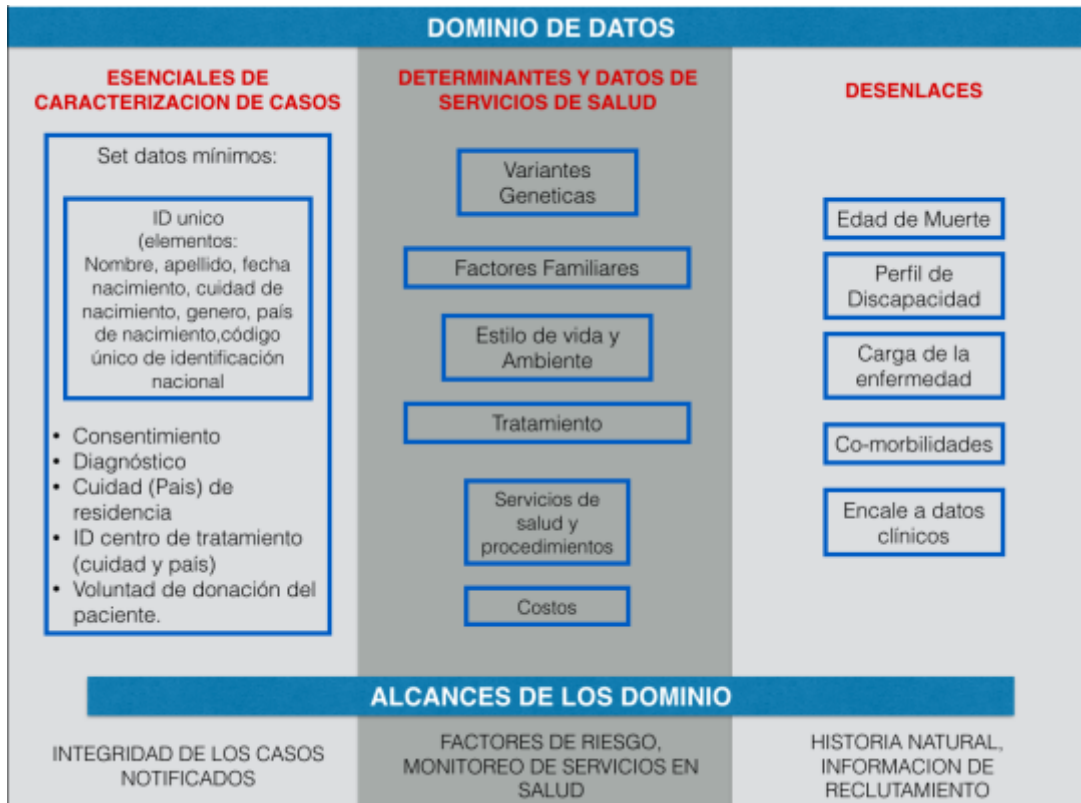 DOMINIO DE DATOS
ESENCIALES DE
CARACTERIZACION DE CASOS
Set datos mínimos:
ID unico
(elementos:
Nombre, apellido, fecha
nacimiento, cuidad de
nacimiento, genero, país
de nacimiento,código
único de identificación
nacional
• Consentimiento
• Diagnóstico
• Cuidad (Pais) de
residencia
• ID centro de tratamiento
(cuidad y país)
• Voluntad de donación del
paciente.
DETERMINANTES Y DATOS DE
SERVICIOS DE SALUD
Variantes
Geneticas
Factores Familiares
Estilo de vida y
Ambiente
Tratamiento
Servicios de
salud y
procedimientos
Costos
DESENLACES
Edad de Muerte
Perfil de
Discapacidad
Carga de la
enfermedad
Co-morbilidades
Encale a datos
clínicos
ALCANCES DE LOS DOMINIO
INTEGRIDAD DE LOS CASOS
NOTIFICADOS
FACTORES DE RIESGO,
MONITOREO DE SERVICIOS EN
SALUD
HISTORIA NATURAL,
INFORMACION DE
RECLUTAMIENTO